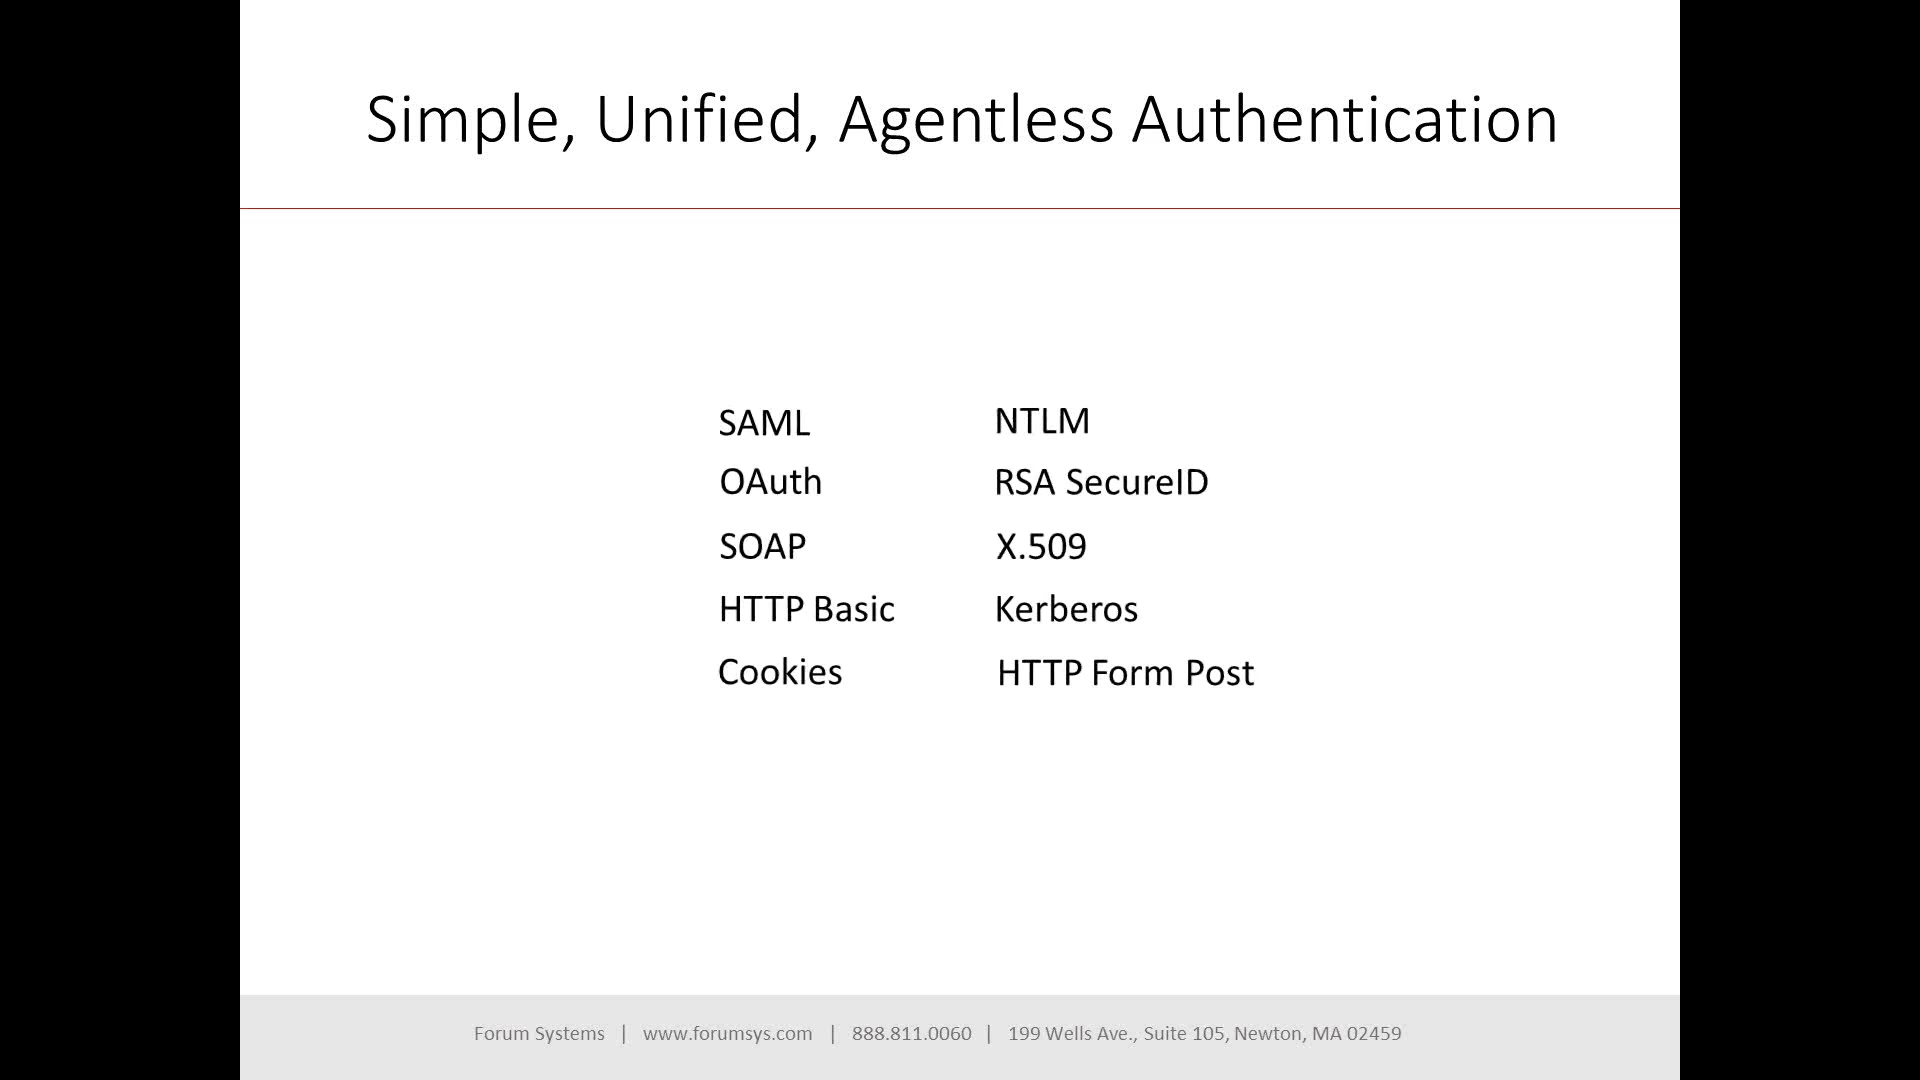 Simple, Unified, Agentless Authentication
SAML
OAuth
SOAP
HTTP Basic
Cookies
NTLM
RSA SecureID
X.509
Kerberos
HTTP Form Post
Forum Systems | www.forumsys.com | 888.811.0060 | 199 Wells Ave., Suite 105, Newton, MA 02459